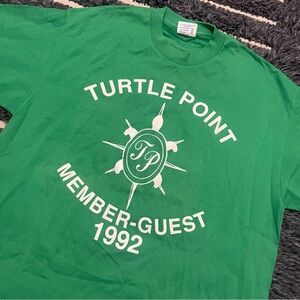 TURTLE POINT
TP
MEMBER-GUEST
1992